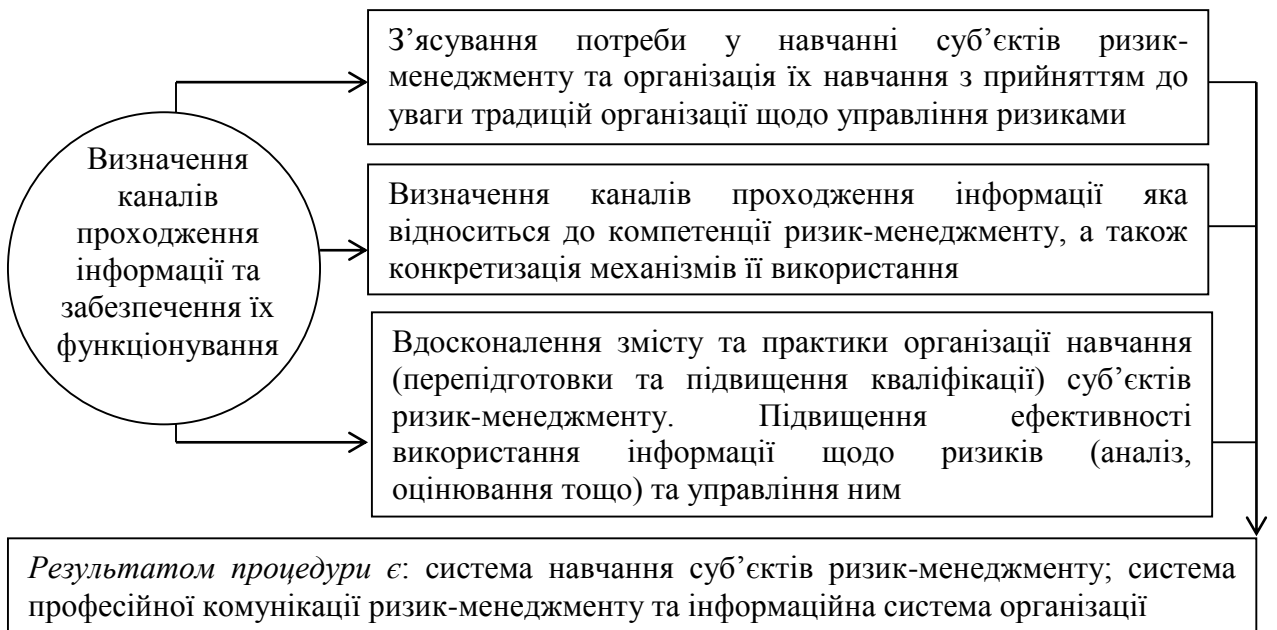 Визначення
каналів
проходження
інформації та
забезпечення їх
функціонування
З’ясування потреби у навчанні суб’єктів ризик-
менеджменту та організація їх навчання з прийняттям до
уваги традицій організації щодо управління ризиками
Визначення каналів проходження інформації яка
відноситься до компетенції ризик-менеджменту, а також
конкретизація механізмів її використання
Вдосконалення змісту та практики організації навчання
(перепідготовки та підвищення кваліфікації) суб’єктів
ризик-менеджменту. Підвищення ефективності
використання інформації щодо ризиків (аналіз,
оцінювання тощо) та управління ним
Результатом процедури є: система навчання суб’єктів ризик-менеджменту; система
професійної комунікації ризик-менеджменту та інформаційна система організації